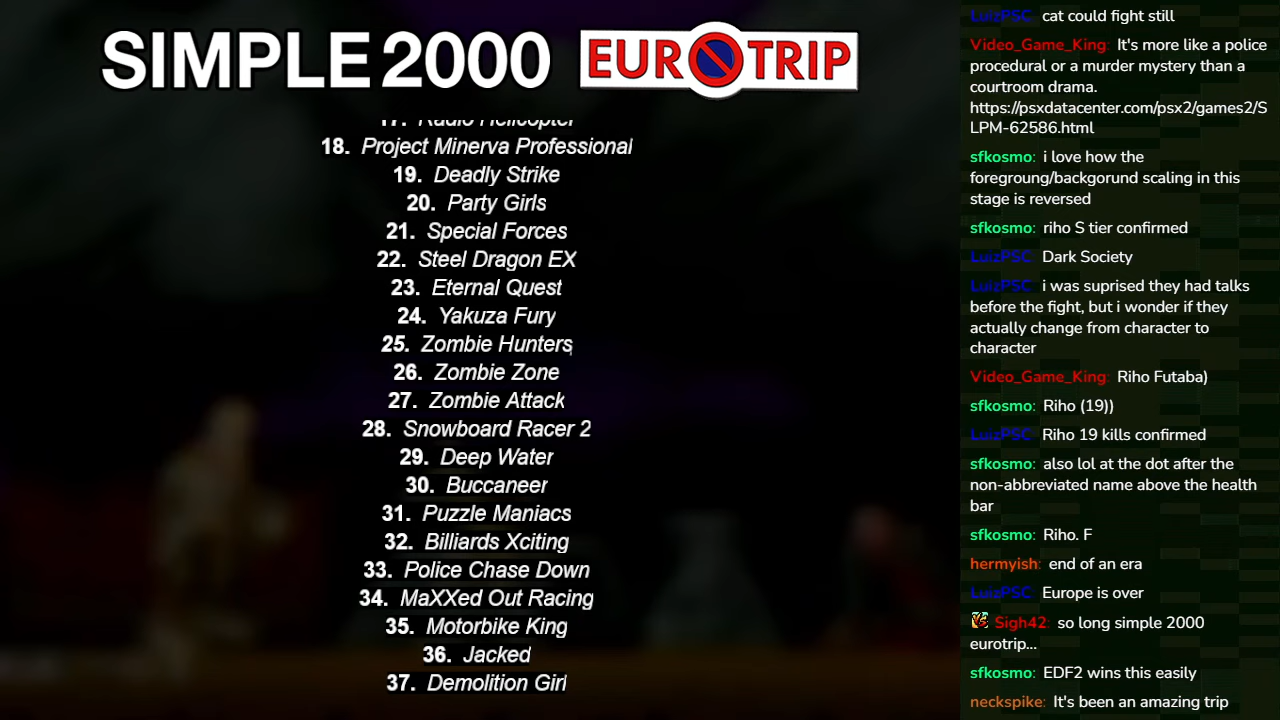 SIMPLE 2000 EUROTRIP
17. Radio Helicopter
18. Project Minerva Professional
19. Deadly Strike
20. Party Girls
21. Special Forces
22. Steel Dragon EX
23. Eternal Quest
24. Yakuza Fury
25. Zombie Hunters
26. Zombie Zone
27. Zombie Attack
28. Snowboard Racer 2
29. Deep Water
30. Buccaneer
31. Puzzle Maniacs
32. Billiards Xciting
33. Police Chase Down
34. MaXXed Out Racing
35. Motorbike King
36. Jacked
37. Demolition Girl
LuizPSC: cat could fight still
Video_Game_King: It's more like a police
procedural or a murder mystery than a
courtroom drama.
https://psxdatacenter.com/psx2/games2/S
LPM-62586.html
sfkosmo: i love how the
foregroung/backgorund scaling in this
stage is reversed
sfkosmo: riho S tier confirmed
LuizPSC: Dark Society
LuizPSC: i was suprised they had talks
before the fight, but i wonder if they
actually change from character to
character
Video_Game_King: Riho Futaba)
sfkosmo: Riho (19))
LuizPSC: Riho 19 kills confirmed
sfkosmo: also lol at the dot after the
non-abbreviated name above the health
bar
sfkosmo: Riho. F
hermyish: end of an era
LuizPSC: Europe is over
Sigh42: so long simple 2000
eurotrip...
sfkosmo: EDF2 wins this easily
neckspike: It's been an amazing trip